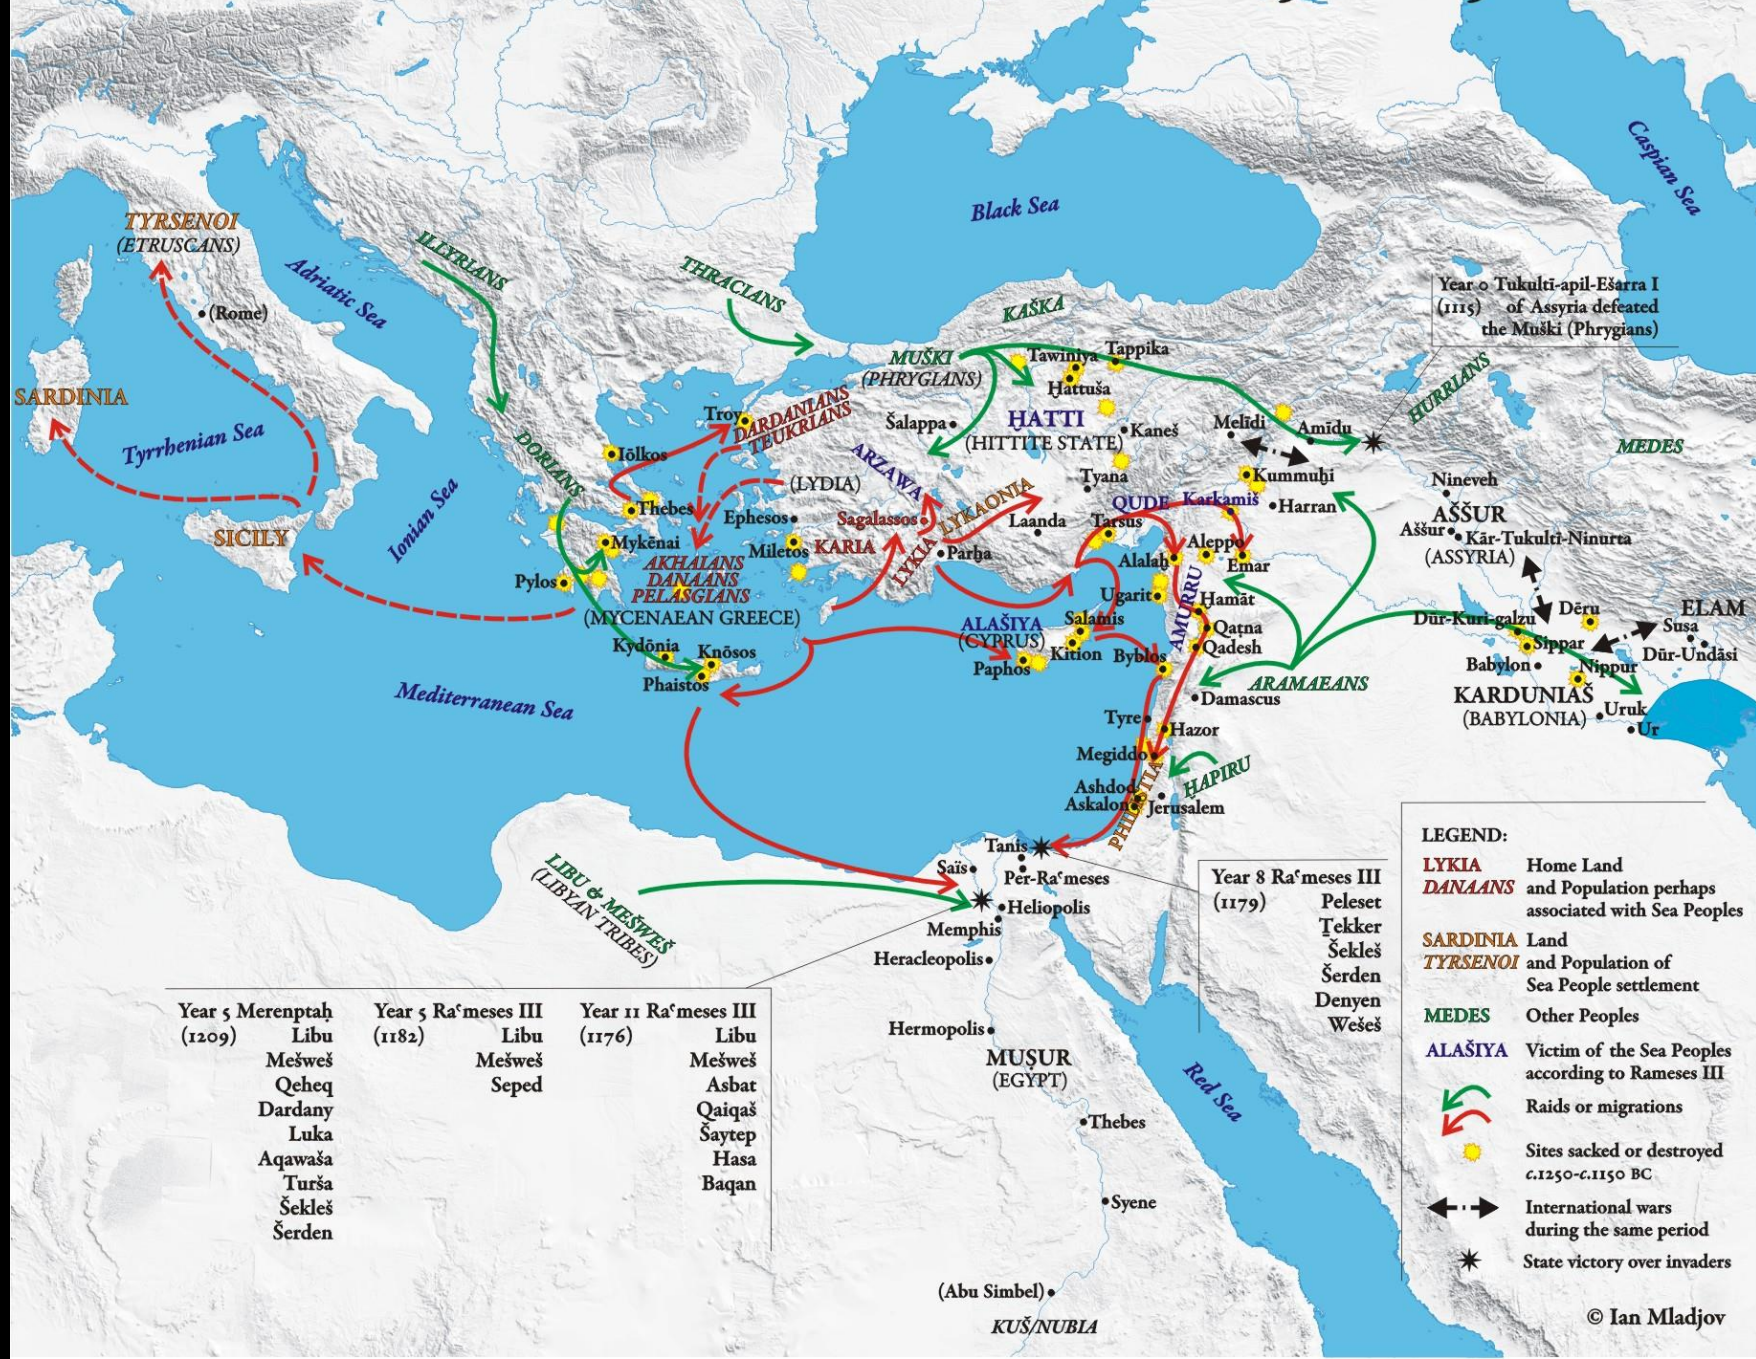 Caspian Sea
Black Sea
TYRSENOI
(ETRUSCANS)
ILLYRIANS
THRACIANS
Adriatic Sea
KAŠKA
Year 0 Tukultī-apil-Ešarra I
(1115) of Assyria defeated
the Muški (Phrygians)
(Rome)
MUŠKI
(PHRYGIANS)
Tawiniya
Tappika
Ḫattuša
HURRIANS
SARDINIA
Tyrrhenian Sea
DORIANS
Troy
DARDANIANS
TEUKRIANS
Šalappa
ḪATTI
(HITTITE STATE)
Kaneš
Melīdi
Amīdu
MEDES
Iōlkos
ARZAWA
Tyana
Kummuḫi
Nineveh
(LYDIA)
Ionian Sea
Thebes
Ephesos
Sagalassos
LYKAONIA
Laanda
QUDE
Karkamiš
Harran
AŠŠUR
Aššur
Kār-Tukultī-Ninurta
(ASSYRIA)
SICILY
Mykēnai
Miletos
KARIA
LYKIA
Parḫa
Tarsus
Alalaḫ
Aleppo
Emar
Pylos
AKHAIANS
DANAANS
PELASGIANS
(MYCENAEAN GREECE)
Ugarit
AMURRU
Ḫamāt
Dēru
ELAM
Susa
Dūr-Kuri-galzu
Sippar
Dūr-Undāsi
ALAŠIYA
(CYPRUS)
Salamis
Kition
Paphos
Byblos
Qaṭna
Qadesh
Kydōnia
Knōsos
Phaistos
Babylon
Nippur
ARAMAEANS
Damascus
KARDUNIAŠ
(BABYLONIA)
Uruk
Ur
Mediterranean Sea
Tyre
Hazor
Megiddo
ḪAPIRU
Ashdod
Askalon
Jerusalem
PHILISTIA
Tanis
Saïs
Per-Raʿmeses
Heliopolis
Memphis
Heracleopolis
LIBU & MEŠWEŠ
(LIBYAN TRIBES)
Hermopolis
MUṢUR
(EGYPT)
Red Sea
Thebes
Syene
(Abu Simbel)
KUŠ/NUBIA
Year 8 Raʿmeses III
(1179) Peleset
Ṯekker
Šekleš
Šerden
Denyen
Wešeš
Year 5 Merenptaḥ
(1209) Libu
Mešweš
Qeheq
Dardany
Luka
Aqawaša
Turša
Šekleš
Šerden
Year 5 Raʿmeses III
(1182) Libu
Mešweš
Seped
Year 11 Raʿmeses III
(1176) Libu
Mešweš
Asbat
Qaiqaš
Šaytep
Hasa
Baqan
LEGEND:
LYKIA Home Land
DANAANS and Population perhaps
associated with Sea Peoples
SARDINIA Land
TYRSENOI and Population of
Sea People settlement
MEDES Other Peoples
ALAŠIYA Victim of the Sea Peoples
according to Rameses III
Raids or migrations
Sites sacked or destroyed
c.1250-c.1150 BC
International wars
during the same period
State victory over invaders
© Ian Mladjov